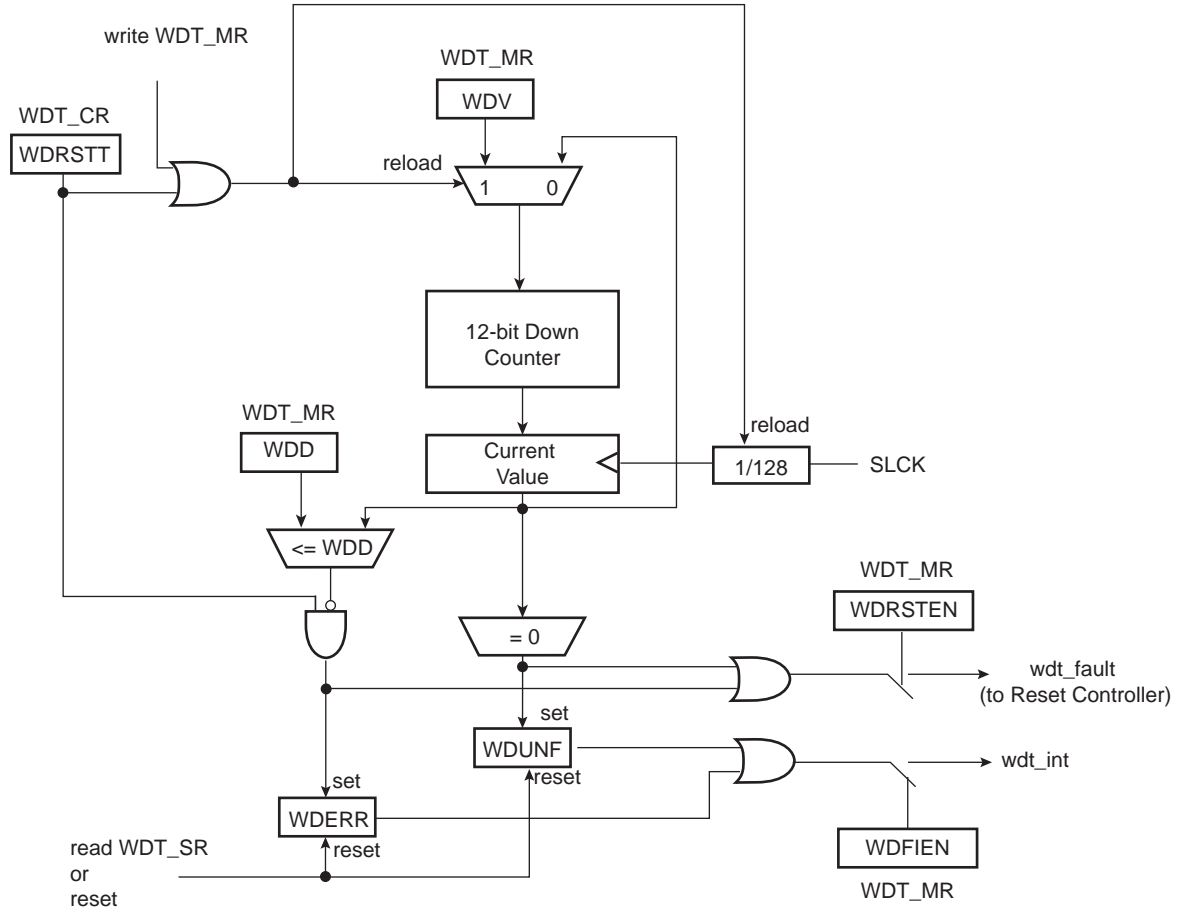 write WDT_MR
WDT_MR
WDV
WDT_CR
WDRSTT
reload
1 0
12-bit Down
Counter
WDT_MR
WDD
Current
Value
reload
1/128
SLCK
<= WDD
WDT_MR
WDRSTEN
= 0
wdt_fault
(to Reset Controller)
set
WDUNF
reset
wdt_int
set
WDERR
reset
read WDT_SR
or
reset
WDFIEN
WDT_MR